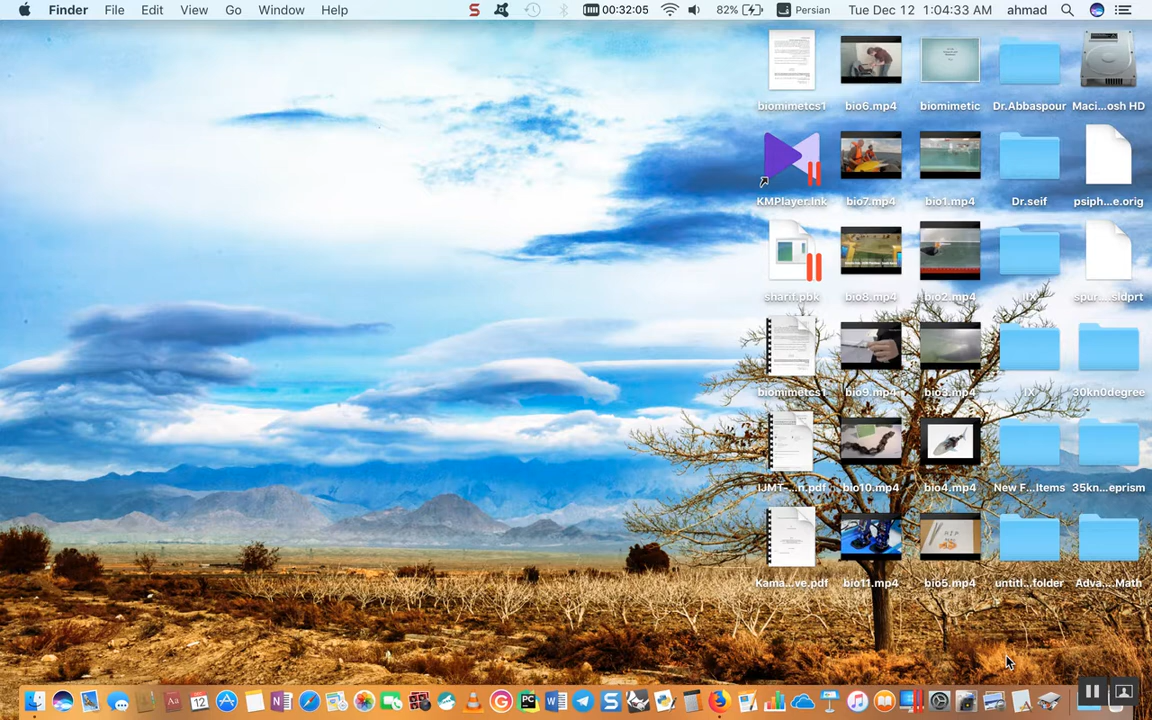 Finder File Edit View Go Window Help 00:32:05 82% Persian Tue Dec 12 1:04:33 AM ahmad
biomimetcs1 bio6.mp4 biomimetic Dr.Abbaspour Maci...osh HD
KMPlayer.lnk bio7.mp4 bio1.mp4 Dr.seif psiph...e.orig
sharif.pbk bio8.mp4 bio2.mp4 spur...sldprt
biomimetcs1 bio9.mp4 bio3.mp4 30kn0degree
IJMT-...n.pdf bio10.mp4 bio4.mp4 New F...Items 35kn...eprism
Kama...ve.pdf bio11.mp4 bio5.mp4 untitl...folder Adva...Math